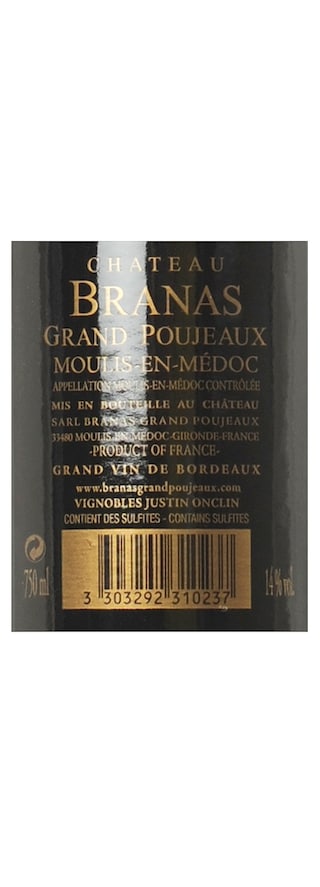 CHATEAU
BRANAS
GRAND POUJEAUX
MOULIS-EN-MÉDOC
APPELLATION MOULIS-EN-MÉDOC CONTRÔLÉE
MIS EN BOUTEILLE AU CHÂTEAU
SARL BRANAS GRAND POUJEAUX
33480 MOULIS-EN-MÉDOC-GIRONDE-FRANCE
-PRODUCT OF FRANCE-
GRAND VIN DE BORDEAUX
www.branasgrandpoujeaux.com
VIGNOBLES JUSTIN ONCLIN
CONTIENT DES SULFITES - CONTAINS SULFITES
750 ml
3 303292 310237
14 % vol.